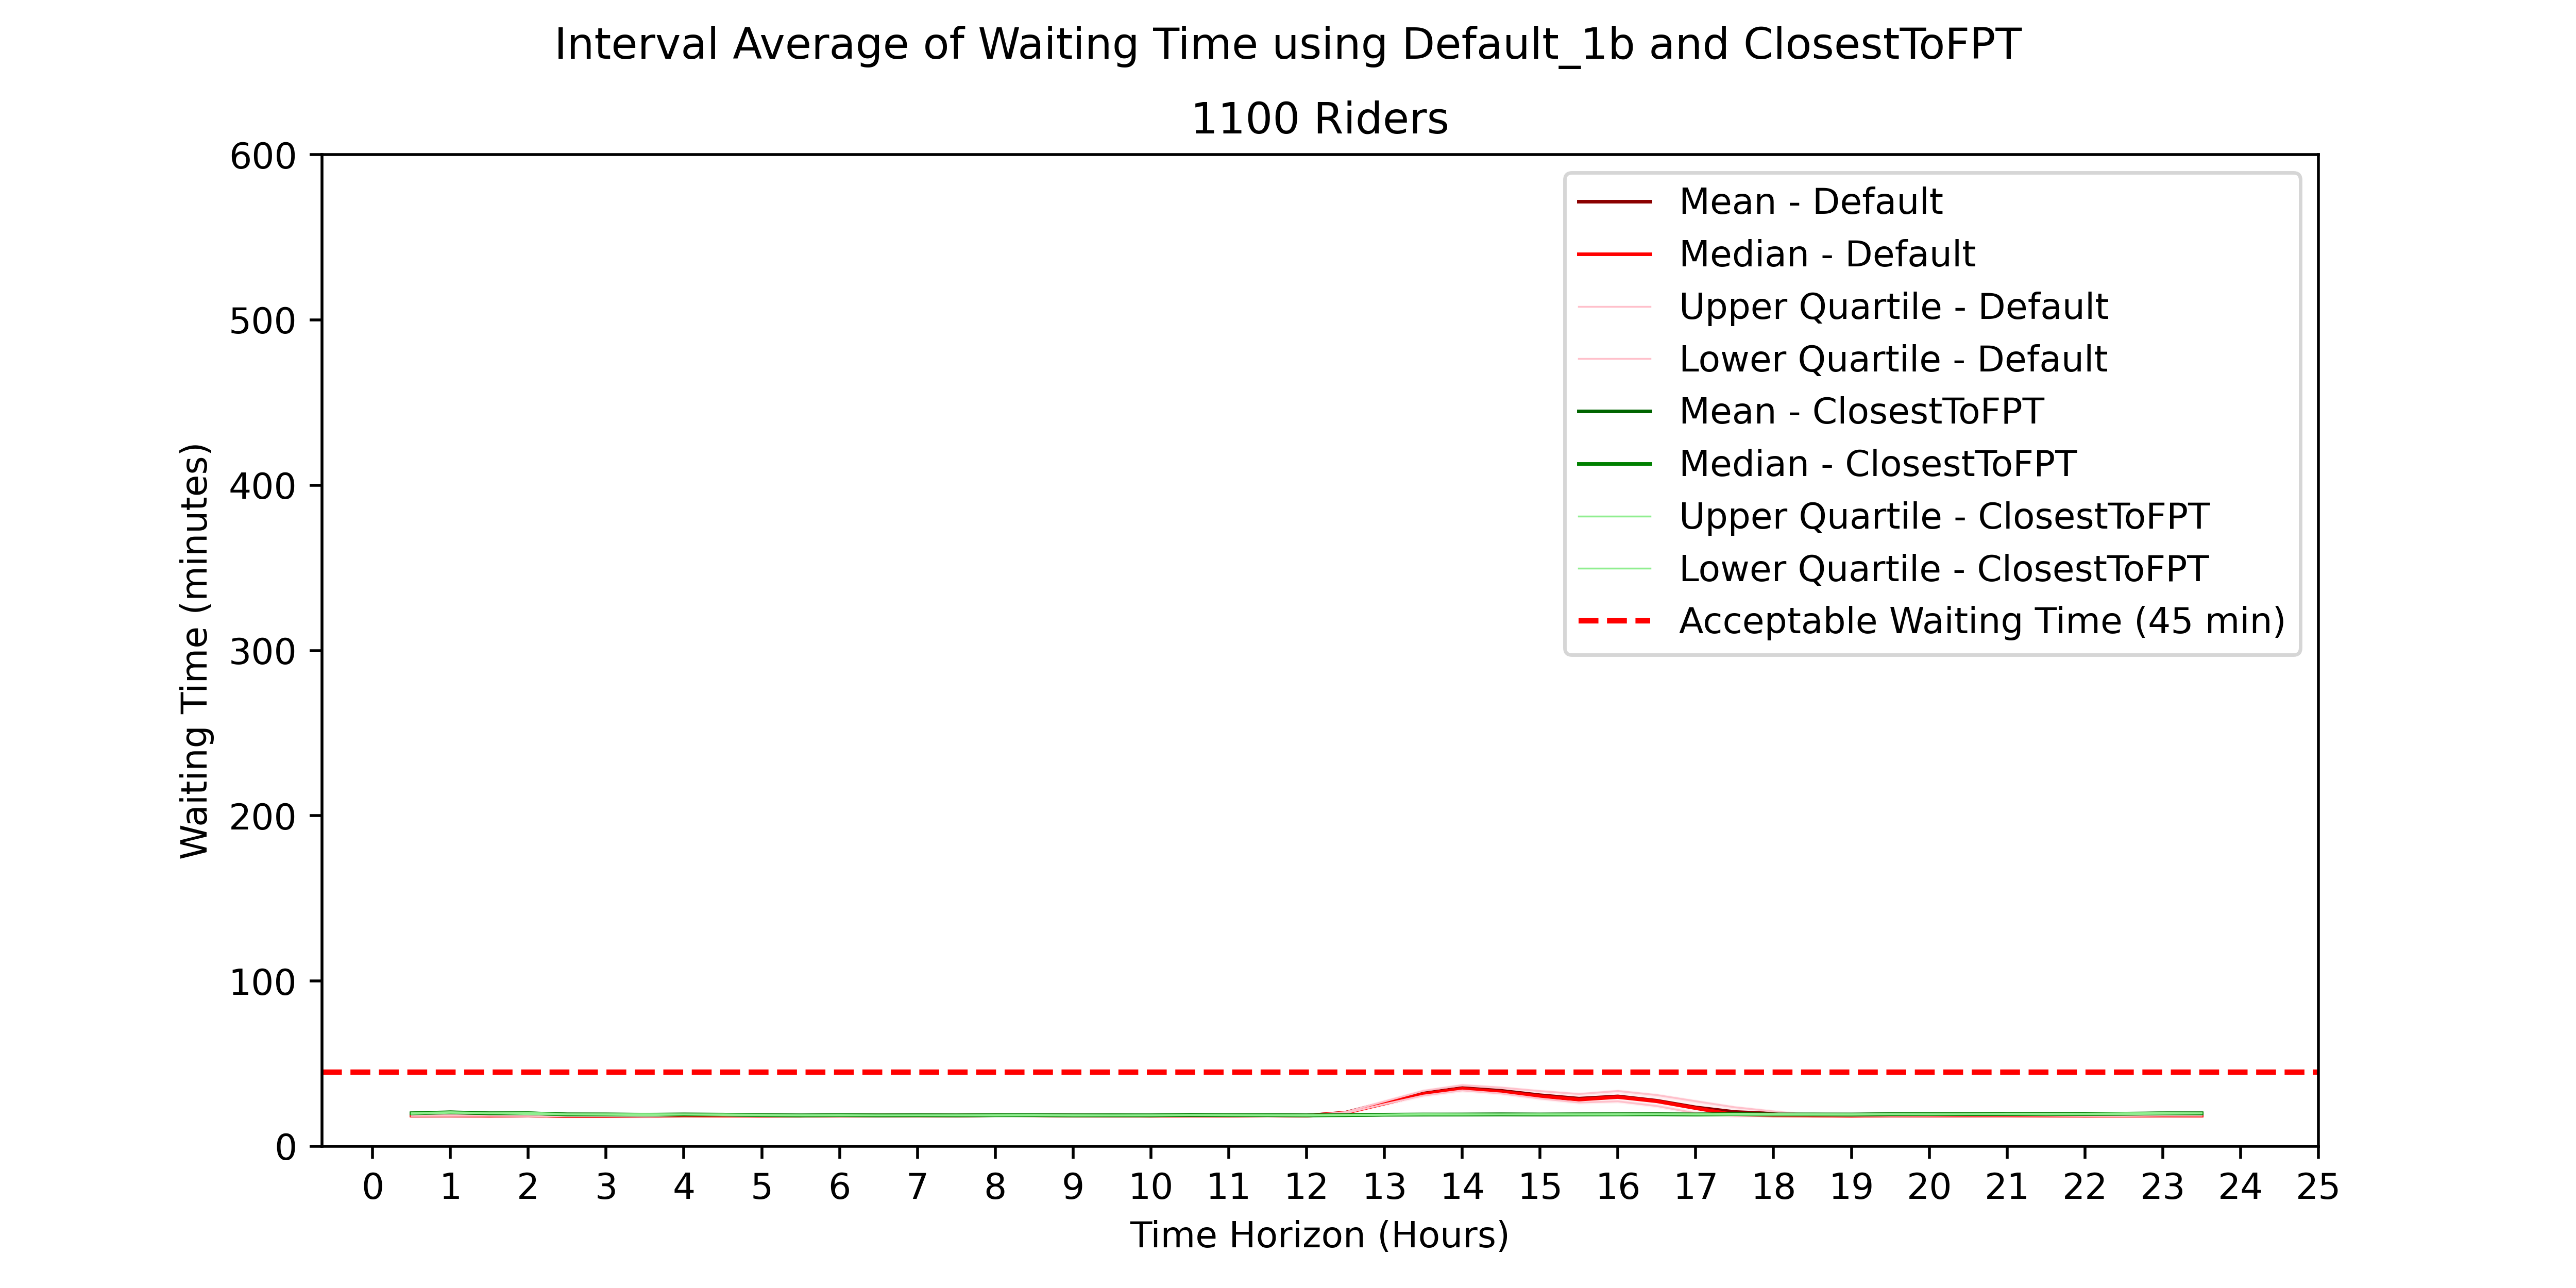 Interval Average of Waiting Time using Default_1b and ClosestToFPT
1100 Riders
600
500
400
300
200
100
0
Waiting Time (minutes)
Mean - Default
Median - Default
Upper Quartile - Default
Lower Quartile - Default
Mean - ClosestToFPT
Median - ClosestToFPT
Upper Quartile - ClosestToFPT
Lower Quartile - ClosestToFPT
Acceptable Waiting Time (45 min)
0 1 2 3 4 5 6 7 8 9 10 11 12 13 14 15 16 17 18 19 20 21 22 23 24 25
Time Horizon (Hours)